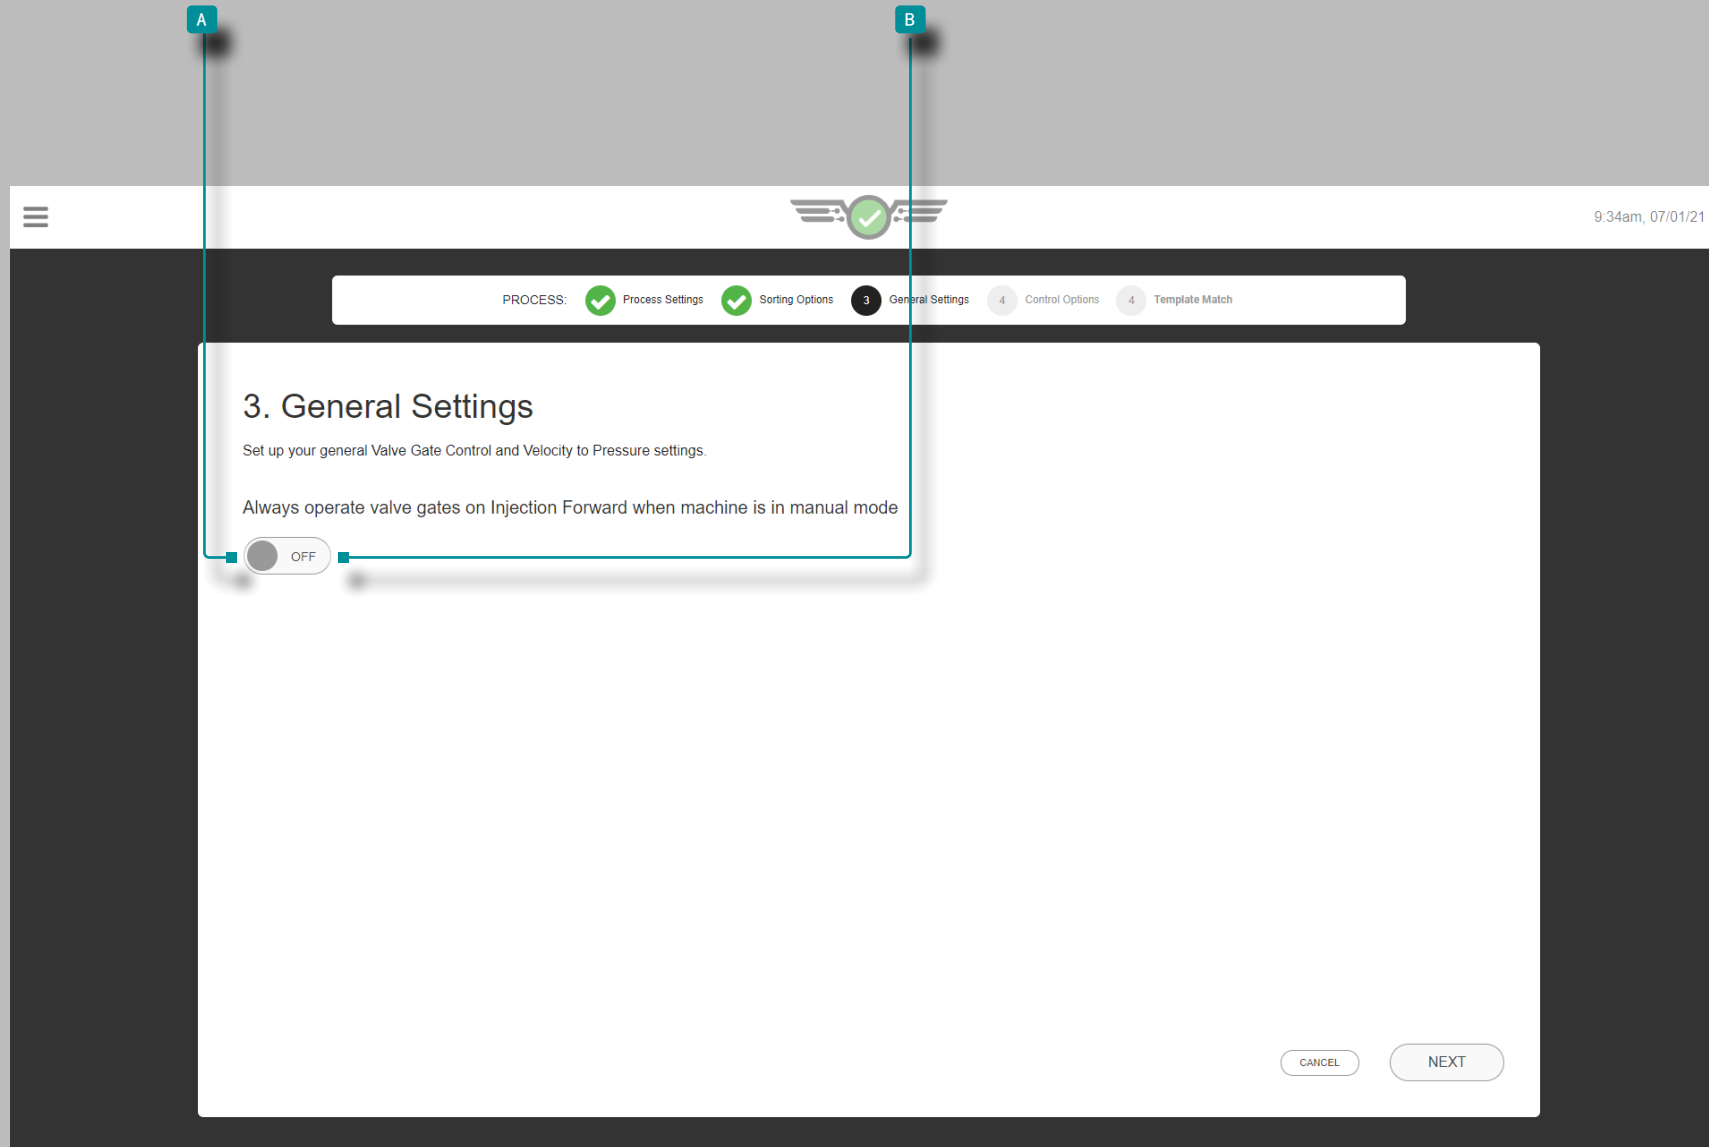 A
B
9:34am, 07/01/21
PROCESS: Process Settings Sorting Options 3 General Settings 4 Control Options 4 Template Match
3. General Settings
Set up your general Valve Gate Control and Velocity to Pressure settings.
Always operate valve gates on Injection Forward when machine is in manual mode
OFF
CANCEL NEXT